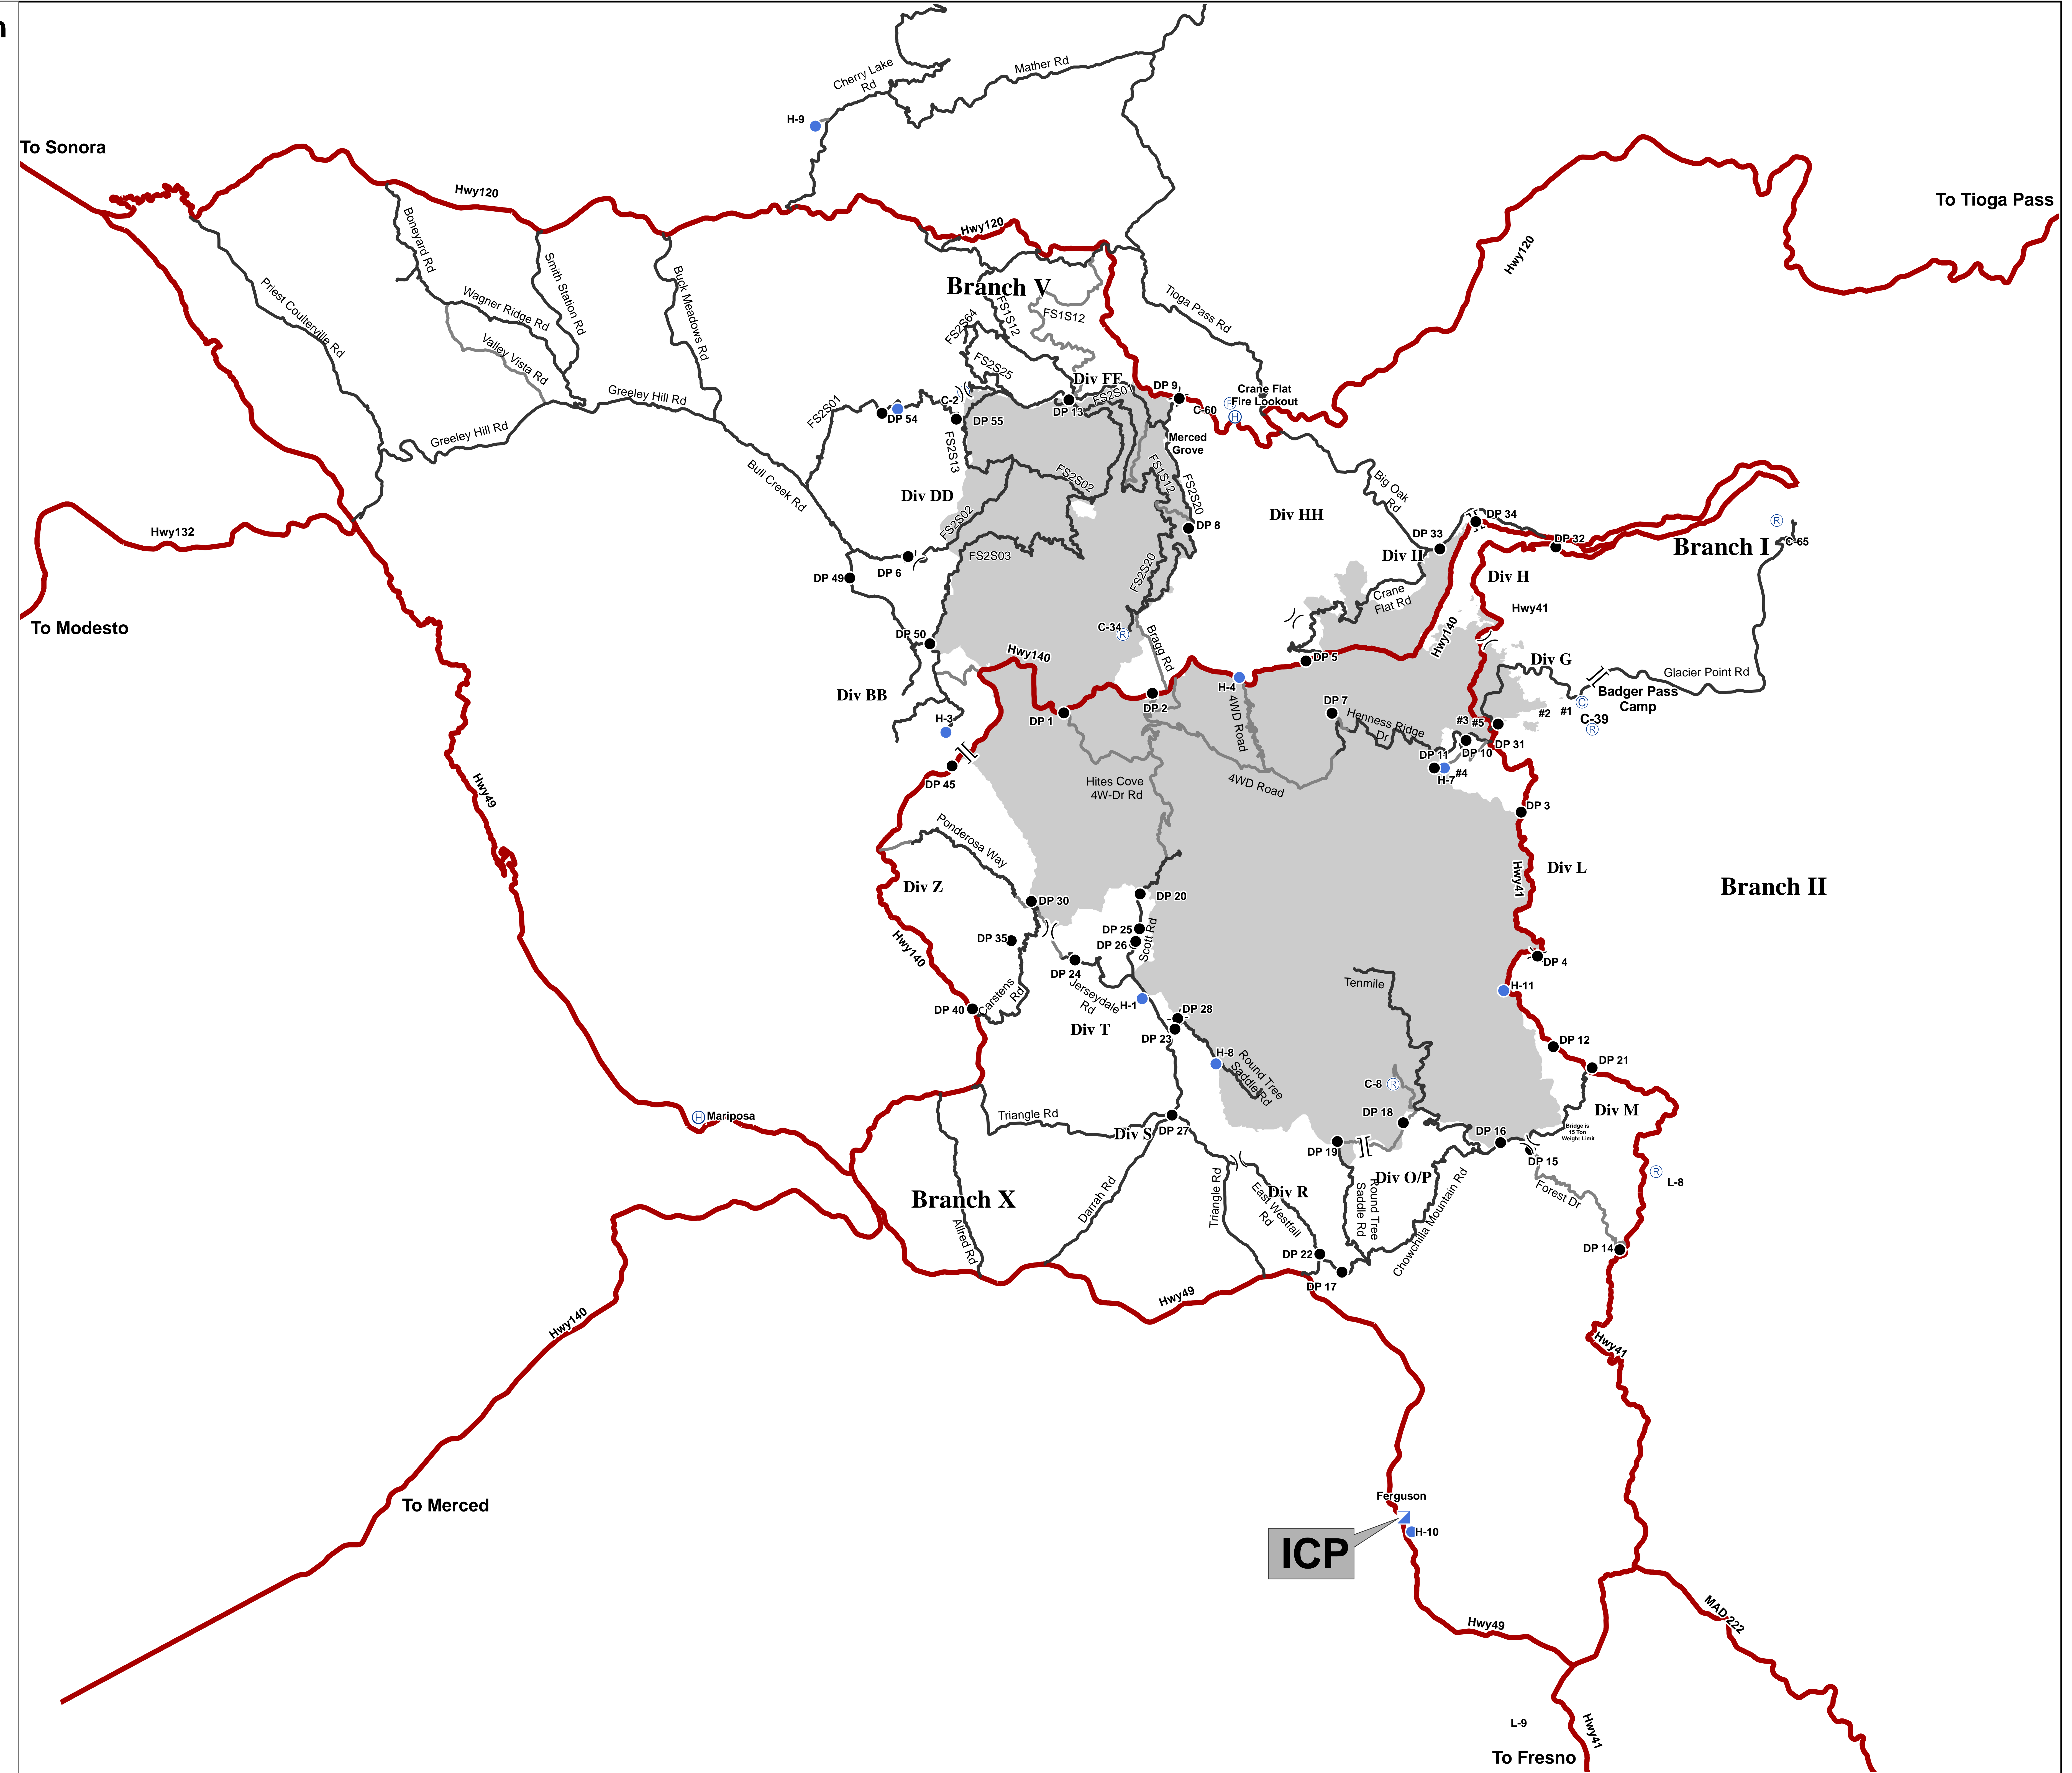 n
Cherry Lake
Rd
Mather Rd
H-9
To Sonora
Hwy120
To Tioga Pass
Hwy120
Hwy120
Boneyard Rd
Smith Station Rd
Buck Meadows Rd
Priest Coulterville Rd
Wagner Ridge Rd
Valley Vista Rd
Branch V
FS1S12
FS1S12
FS2S64
Tioga Pass Rd
FS2S25
Div FF
DP 9
Crane Flat
Fire Lookout
R
H
Greeley Hill Rd
Greeley Hill Rd
FS2S01
DP 54
C-2
DP 55
DP 13
FS2S01
C-60
Merced
Grove
FS2S13
Bull Creek Rd
FS2S02
FS1S12
FS2S20
Big Oak
Rd
Div DD
Div HH
DP 34
Hwy132
FS2S02
DP 8
DP 33
DP 32
R
C-65
Branch I
Div II
FS2S03
DP 6
DP 49
FS2S20
Div H
Crane
Flat Rd
Hwy41
To Modesto
DP 50
C-34
R
Bragg Rd
Hwy140
Hwy140
DP 5
Div G
Glacier Point Rd
Div BB
H-4
Badger Pass
Camp
C
DP 1
DP 2
4WD Road
DP 7
Henness Ridge
Dr
#3
#5
#2
#1
C-39
R
H-3
DP 31
DP 10
DP 11
H-7
#4
DP 45
Hites Cove
4W-Dr Rd
4WD Road
Hwy49
DP 3
Ponderosa Way
Div Z
Hwy41
Div L
Branch II
DP 30
DP 20
DP 35
DP 25
DP 26
Scott Rd
Hwy140
DP 24
DP 4
Tenmile
Jerseydale
Rd
H-1
H-11
DP 40
Carstens
Rd
Div T
DP 28
DP 23
DP 12
H-8
Round Tree
Saddle Rd
DP 21
C-8
R
H
Mariposa
Triangle Rd
Div S
DP 27
DP 18
Div M
Bridge is
15 Ton
Weight Limit
DP 16
DP 19
DP 15
R
L-8
Div O/P
Branch X
Allred Rd
Darrah Rd
Triangle Rd
Div R
East Westfall
Rd
Round Tree
Saddle Rd
Chowchilla Mountain Rd
Forest Dr
DP 22
DP 14
DP 17
Hwy49
Hwy140
Hwy41
To Merced
Ferguson
ICP
H-10
Hwy49
MAD 222
L-9
Hwy41
To Fresno